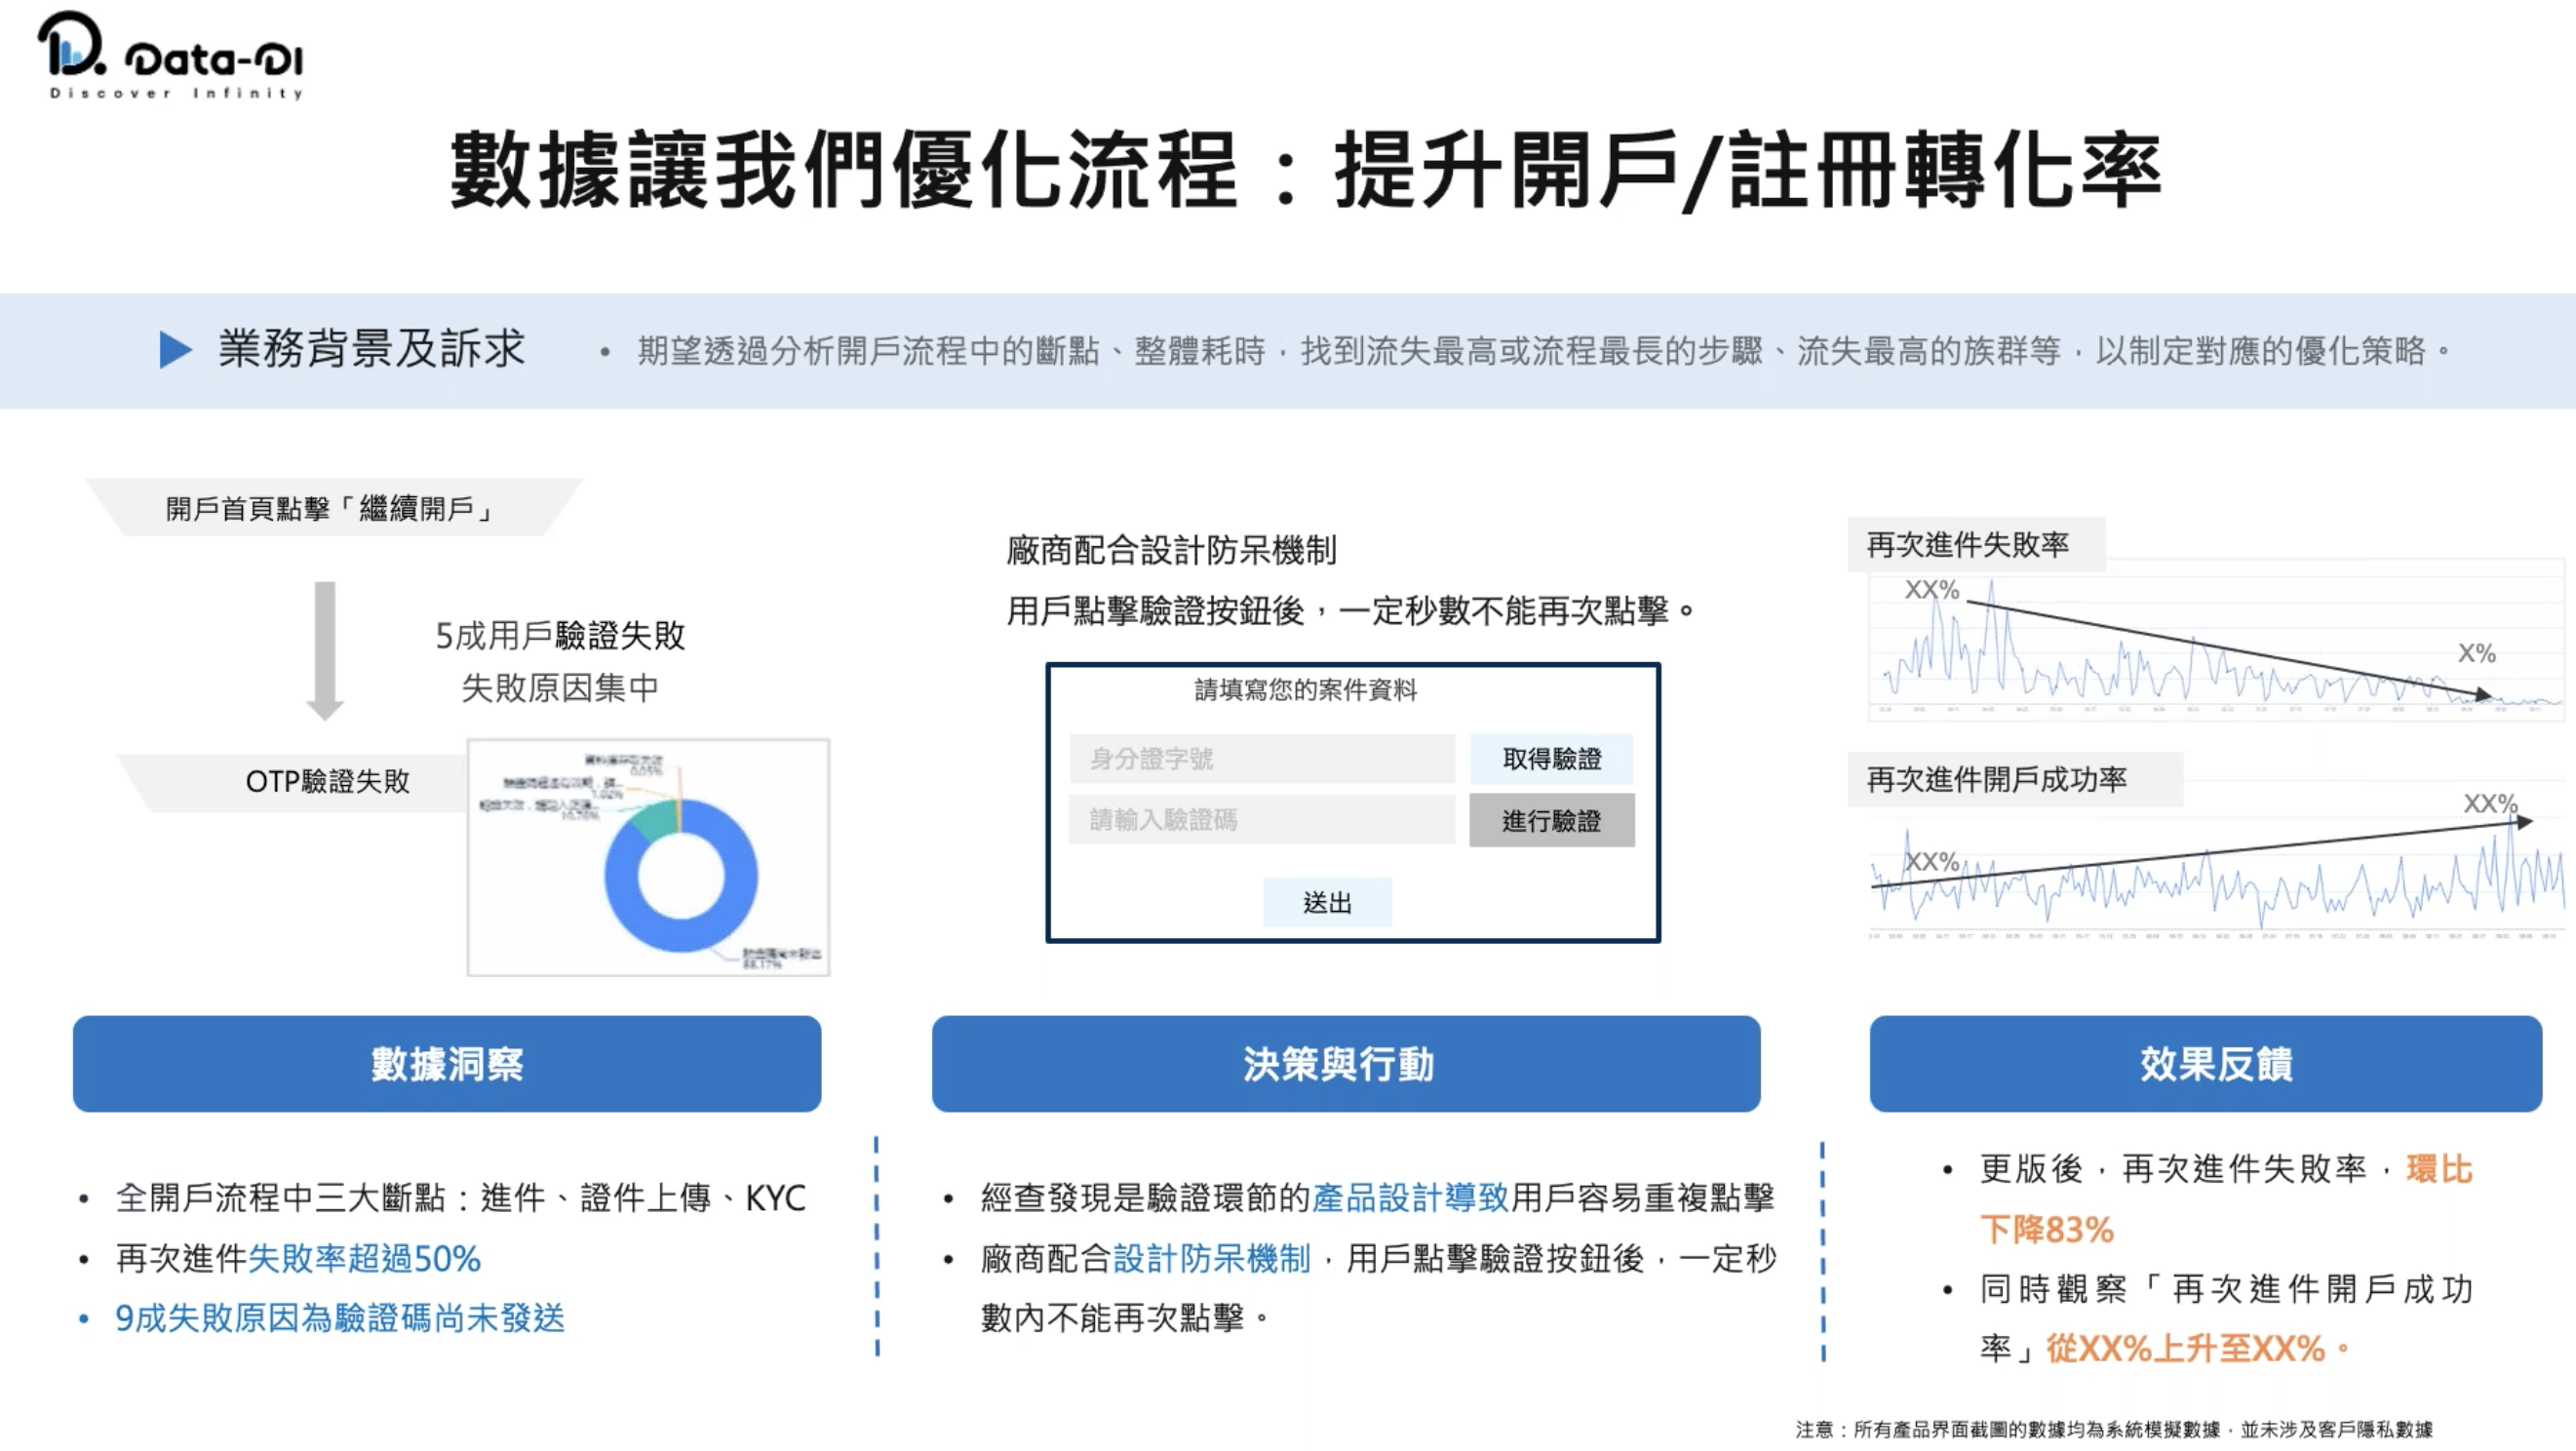 Data-DI
Discover Infinity
數據讓我們優化流程：提升開戶/註冊轉化率
業務背景及訴求
• 期望透過分析開戶流程中的斷點、整體耗時，找到流失最高或流程最長的步驟、流失最高的族群等，以制定對應的優化策略。
開戶首頁點擊「繼續開戶」
5成用戶驗證失敗
失敗原因集中
OTP驗證失敗
0.05%
10.76%
88.17%
廠商配合設計防呆機制
用戶點擊驗證按鈕後，一定秒數不能再次點擊。
請填寫您的案件資料
身分證字號
取得驗證
請輸入驗證碼
進行驗證
送出
再次進件失敗率
XX%
X%
再次進件開戶成功率
XX%
XX%
數據洞察
• 全開戶流程中三大斷點：進件、證件上傳、KYC
• 再次進件失敗率超過50%
• 9成失敗原因為驗證碼尚未發送
決策與行動
• 經查發現是驗證環節的產品設計導致用戶容易重複點擊
• 廠商配合設計防呆機制，用戶點擊驗證按鈕後，一定秒
數內不能再次點擊。
效果反饋
• 更版後，再次進件失敗率，環比
下降83%
• 同時觀察「再次進件開戶成功
率」從XX%上升至XX%。
注意：所有產品界面截圖的數據均為系統模擬數據，並未涉及客戶隱私數據